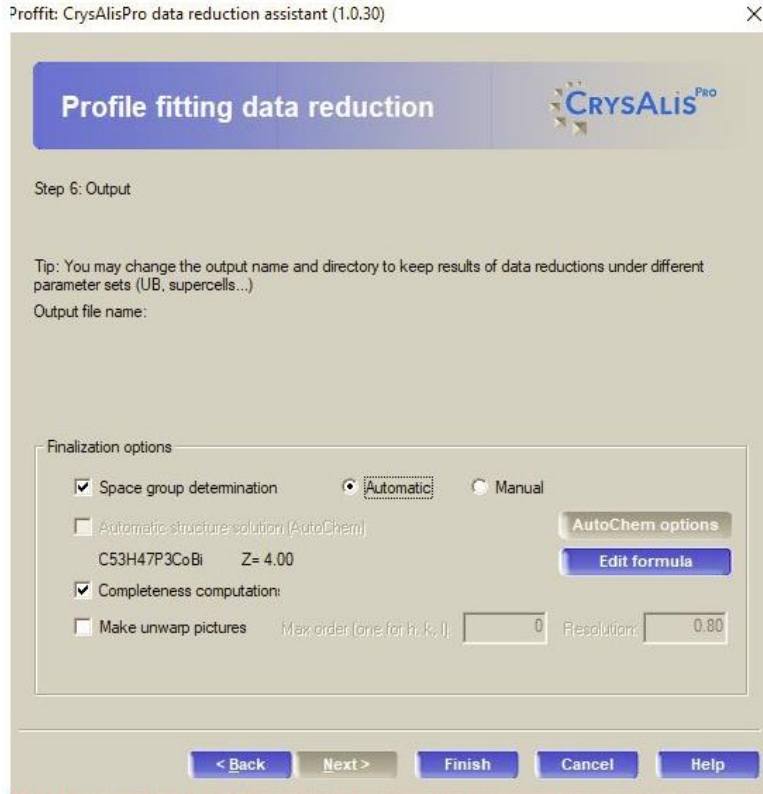 Proffit: CrysAlisPro data reduction assistant (1.0.30)
Profile fitting data reduction
CRYSALIS PRO
Step 6: Output
Tip: You may change the output name and directory to keep results of data reductions under different
parameter sets (UB, supercells...)
Output file name:
Finalization options
Space group determination Automatic Manual
Automatic structure solution (AutoChem) AutoChem options
C53H47P3CoBi Z= 4.00 Edit formula
Completeness computation:
Make unwarp pictures Max order (one for h, k, l): 0 Resolution: 0.80
< Back Next > Finish Cancel Help